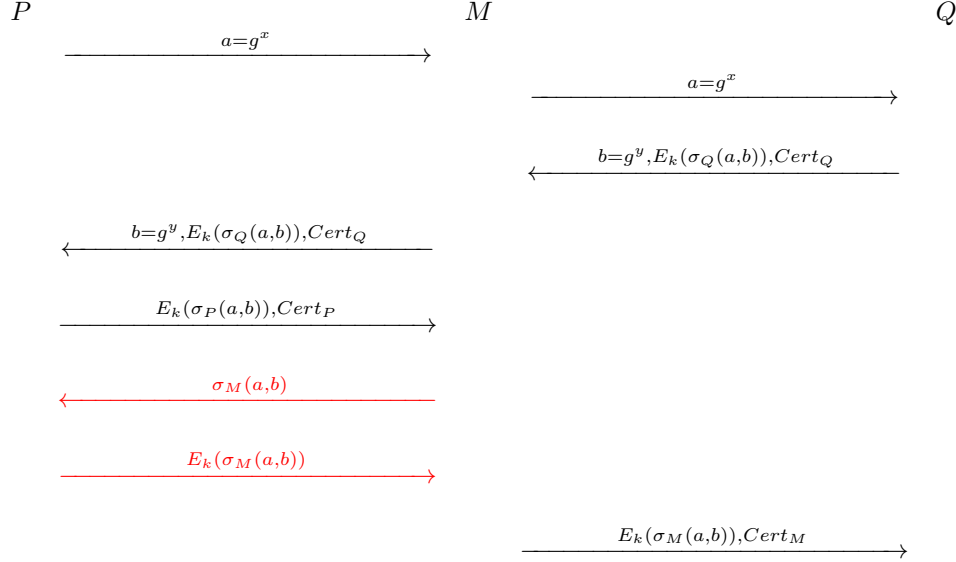 P M Q
a=g^x
a=g^x
b=g^y,E_k(σ_Q(a,b)),Cert_Q
b=g^y,E_k(σ_Q(a,b)),Cert_Q
E_k(σ_P(a,b)),Cert_P
σ_M(a,b)
E_k(σ_M(a,b))
E_k(σ_M(a,b)),Cert_M